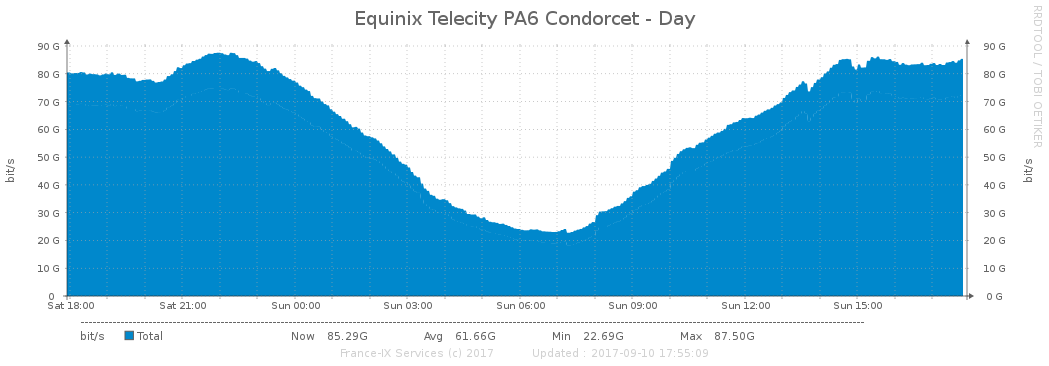 Equinix Telecity PA6 Condorcet - Day
RRDTOOL / TOBI OETIKER
bit/s
90 G
80 G
70 G
60 G
50 G
40 G
30 G
20 G
10 G
0
90 G
80 G
70 G
60 G
50 G
40 G
30 G
20 G
10 G
0 G
bit/s
Sat 18:00 Sat 21:00 Sun 00:00 Sun 03:00 Sun 06:00 Sun 09:00 Sun 12:00 Sun 15:00
bit/s Total Now 85.29G Avg 61.66G Min 22.69G Max 87.50G
France-IX Services (c) 2017 Updated : 2017-09-10 17:55:09